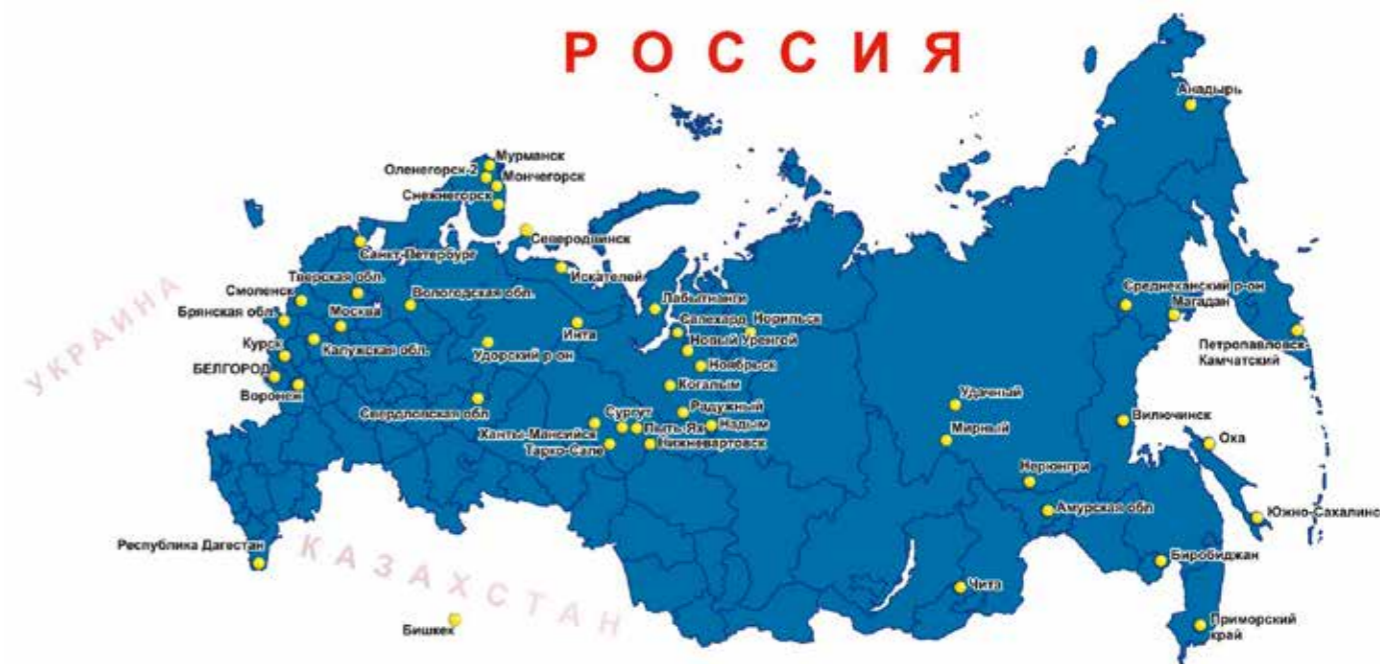 РОССИЯ
Анадырь
Мурманск
Оленегорск-2
Мончегорск
Снежнегорск
Северодвинск
Санкт-Петербург
Искателей
Тверская обл.
Смоленск
Вологодская обл.
Лабытнанги
Среднеканский р-он
Брянская обл.
Москва
Салехард
Норильск
Магадан
УКРАИНА
Инта
Курск
Калужская обл.
Удорский р он
Новый Уренгой
Петропавловск-
Камчатский
БЕЛГОРОД
Ноябрьск
Воронеж
Когалым
Свердловская обл
Сургут
Радужный
Удачный
Ханты-Мансийск
Пыть-Ях
Надым
Вилючинск
Тарко-Сале
Нижневартовск
Мирный
Оха
Нерюнгри
Амурская обл
Южно-Сахалинс
Республика Дагестан
КАЗАХСТАН
Биробиджан
Чита
Бишкек
Приморский
край